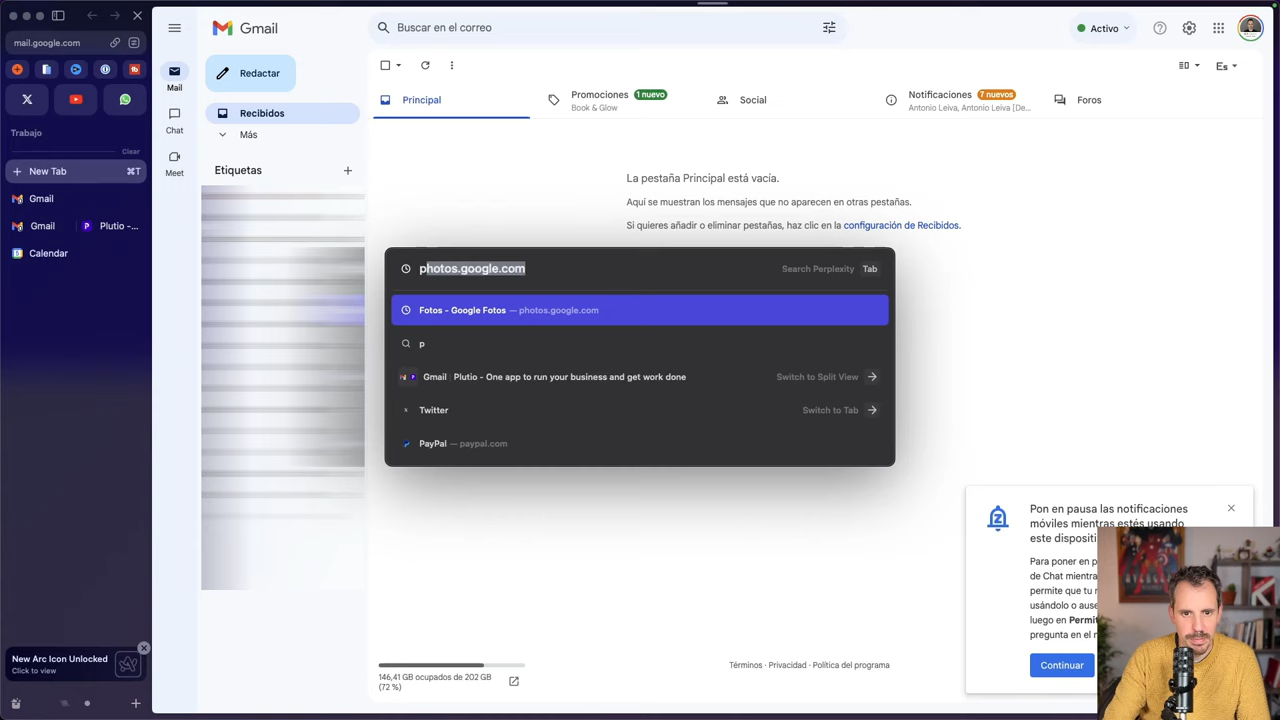 mail.google.com
Trabajo
Clear
New Tab
⌘T
Gmail
Gmail
Plutio -...
Calendar
New Arc Icon Unlocked
Click to view
Mail
Chat
Meet
Gmail
Redactar
Recibidos
Más
Etiquetas
Buscar en el correo
Activo
Es
Principal
Promociones
1 nuevo
Book & Glow
Social
Notificaciones
7 nuevos
Antonio Leiva, Antonio Leiva [De...
Foros
La pestaña Principal está vacía.
Aquí se muestran los mensajes que no aparecen en otras pestañas.
Si quieres añadir o eliminar pestañas, haz clic en la configuración de Recibidos.
photos.google.com
Search Perplexity
Tab
Fotos - Google Fotos — photos.google.com
p
Gmail | Plutio - One app to run your business and get work done
Switch to Split View
Twitter
Switch to Tab
PayPal — paypal.com
Pon en pausa las notificaciones
móviles mientras estés usando
este dispositi
Para poner en p
de Chat mientra
permite que tu
usándolo o ause
luego en Permit
pregunta en el
Continuar
146,41 GB ocupados de 202 GB
(72 %)
Términos · Privacidad · Política del programa